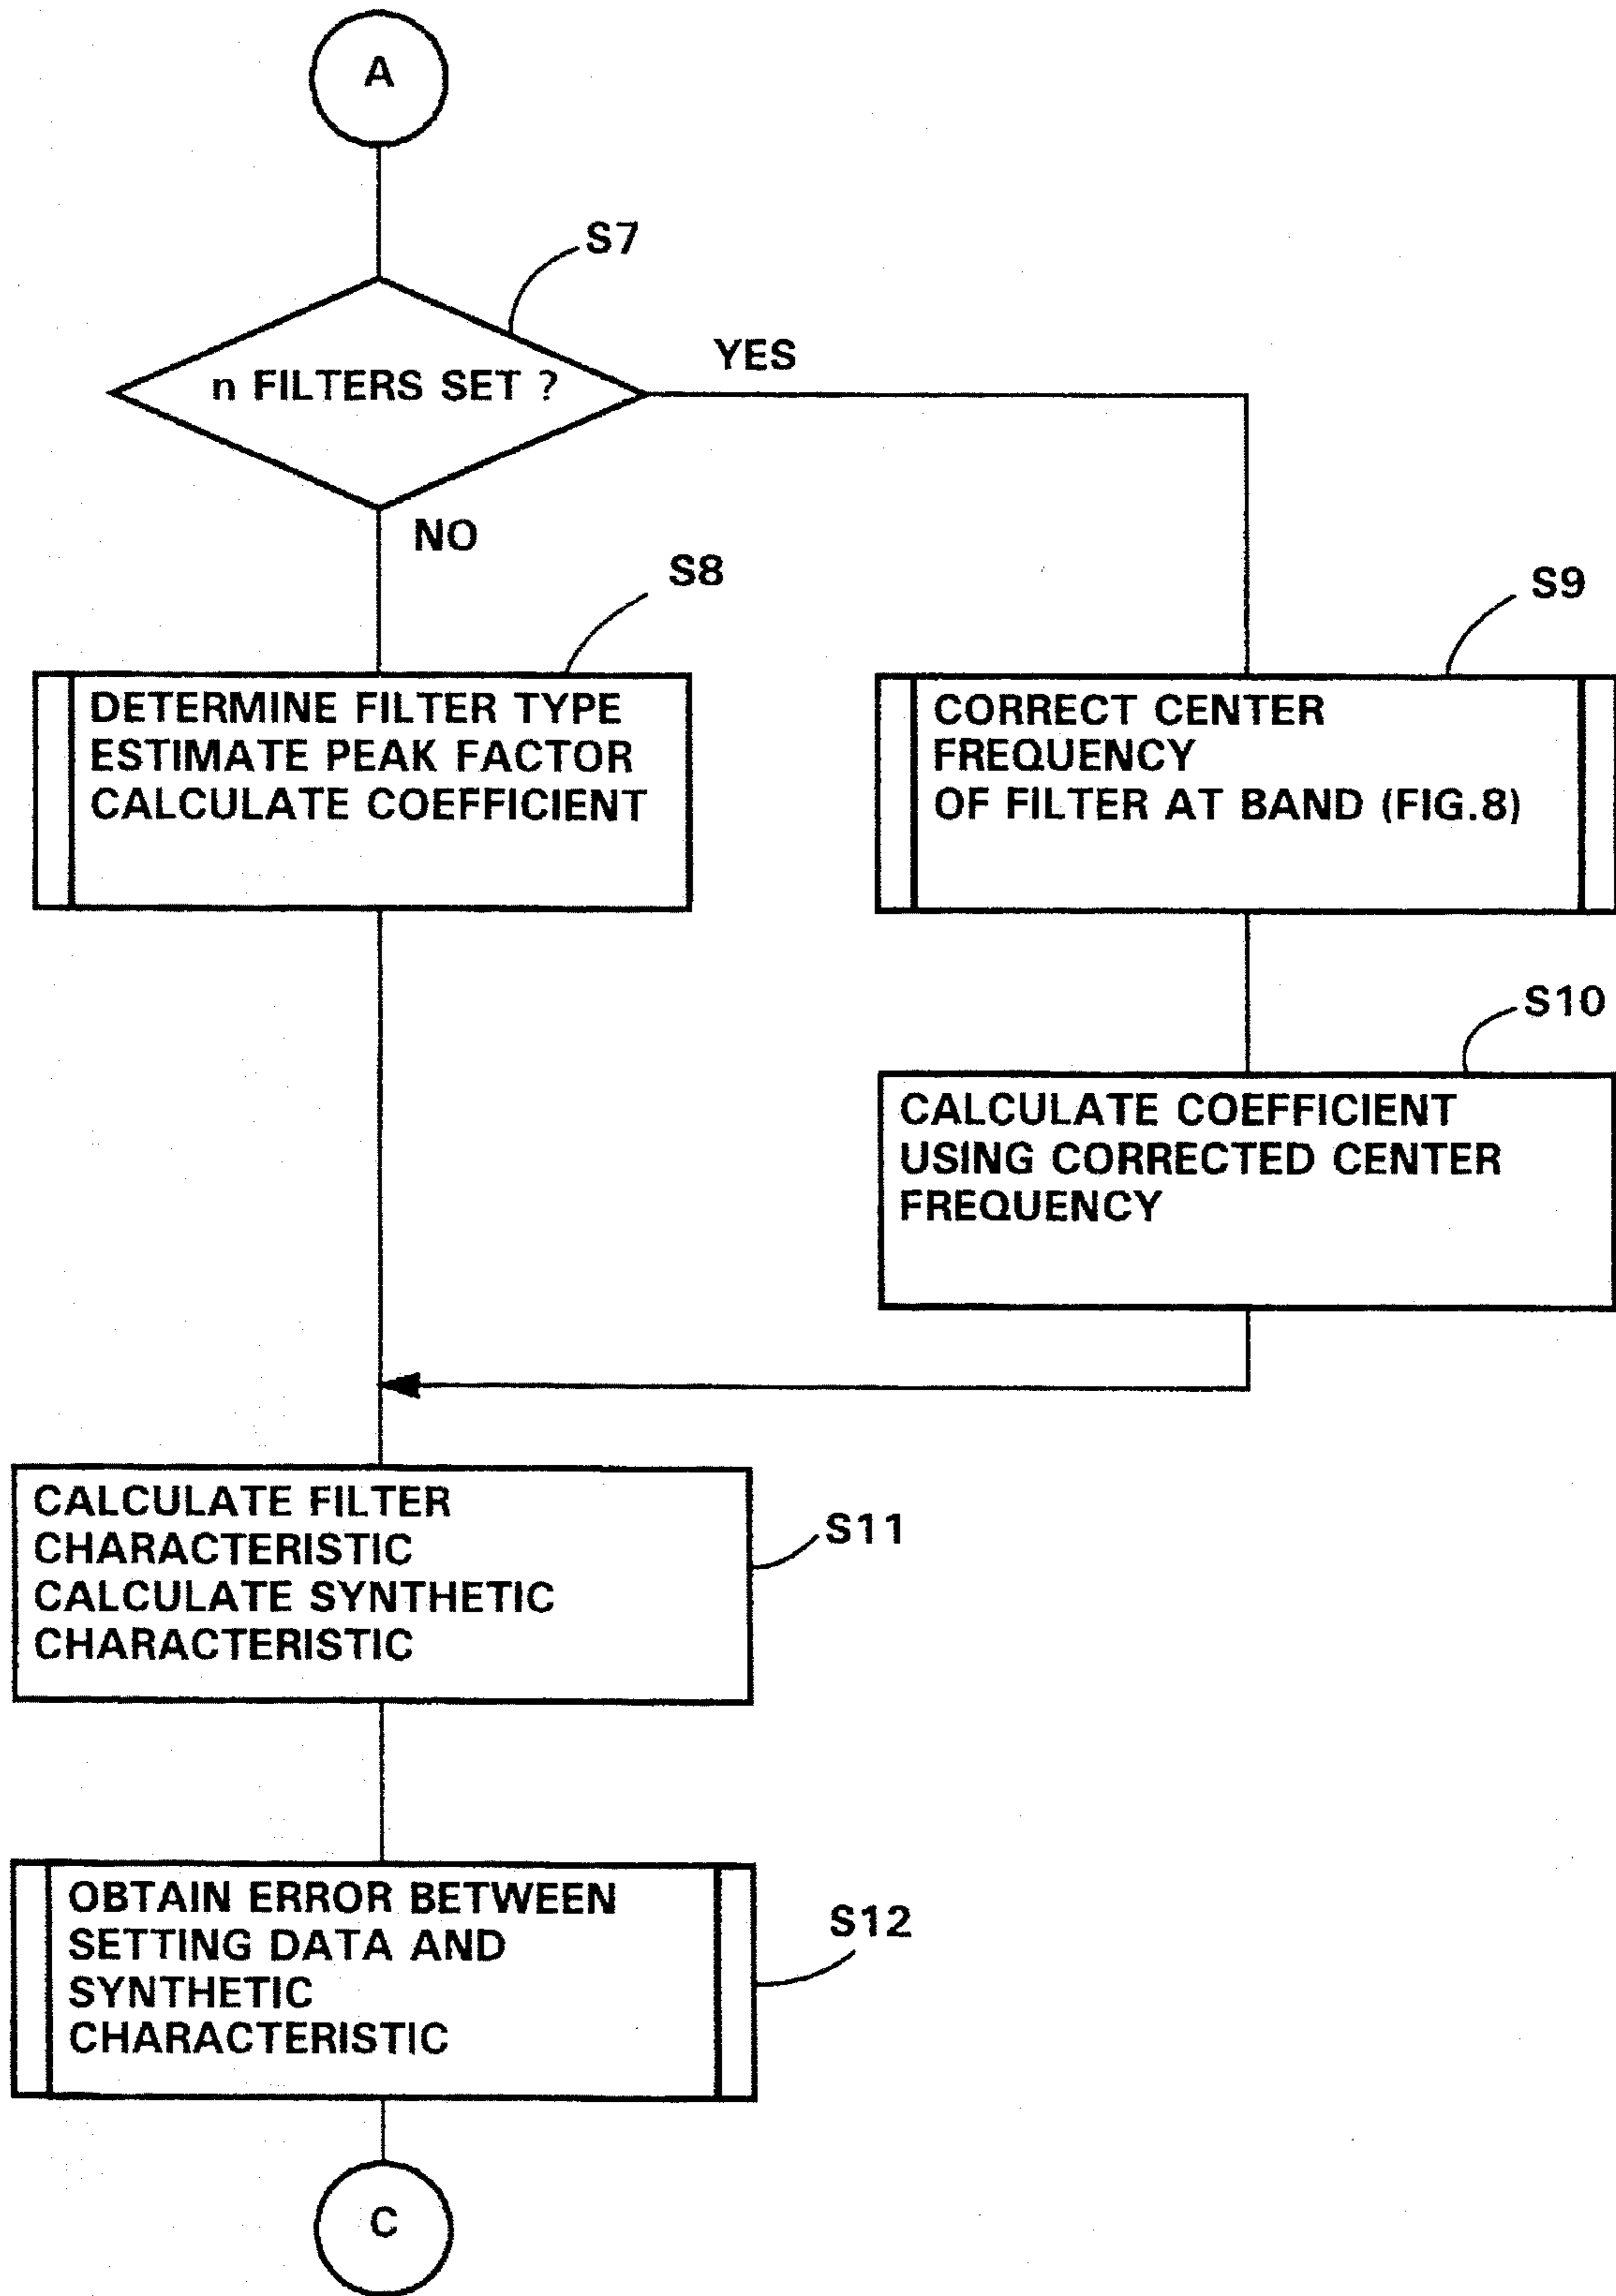 A
S7
n FILTERS SET ?
YES
NO
S8
DETERMINE FILTER TYPE
ESTIMATE PEAK FACTOR
CALCULATE COEFFICIENT
S9
CORRECT CENTER
FREQUENCY
OF FILTER AT BAND (FIG.8)
S10
CALCULATE COEFFICIENT
USING CORRECTED CENTER
FREQUENCY
CALCULATE FILTER
CHARACTERISTIC
CALCULATE SYNTHETIC
CHARACTERISTIC
S11
OBTAIN ERROR BETWEEN
SETTING DATA AND
SYNTHETIC
CHARACTERISTIC
S12
C